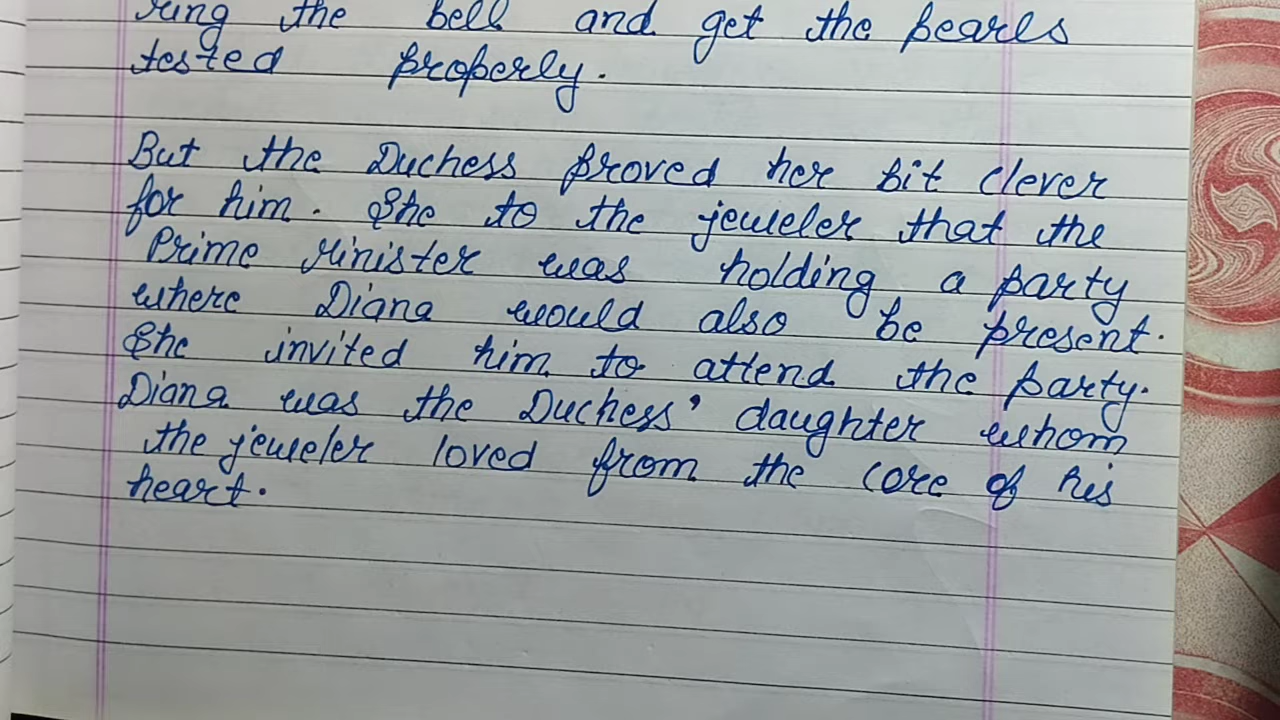 ring the bell and get the pearls
tested properly.
But the Duchess proved her bit clever
for him. She to the jeweler that the
Prime Minister was holding a party
where Diana would also be present.
She invited him to attend the party.
Diana was the Duchess' daughter whom
the jeweler loved from the core of his
heart.